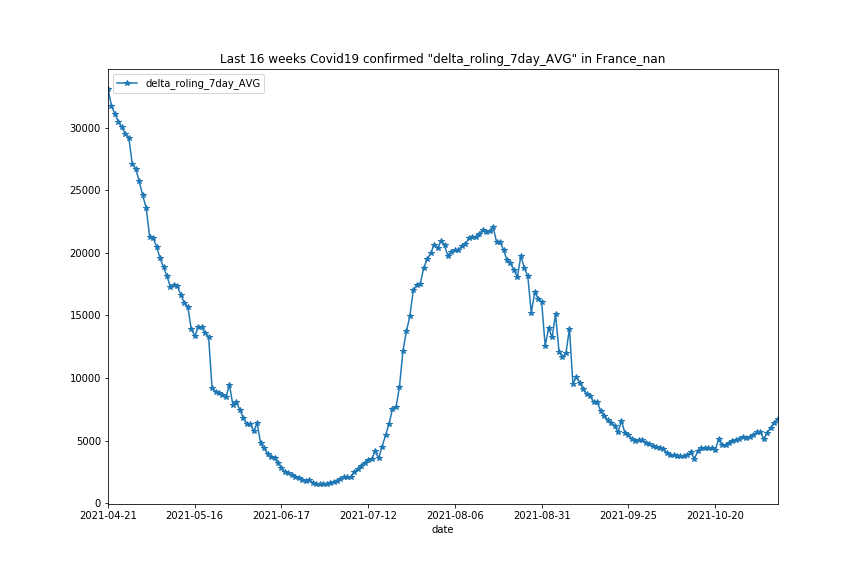 Last 16 weeks Covid19 confirmed "delta_roling_7day_AVG" in France_nan
delta_roling_7day_AVG
30000
25000
20000
15000
10000
5000
0
2021-04-21 2021-05-16 2021-06-17 2021-07-12 2021-08-06 2021-08-31 2021-09-25 2021-10-20
date